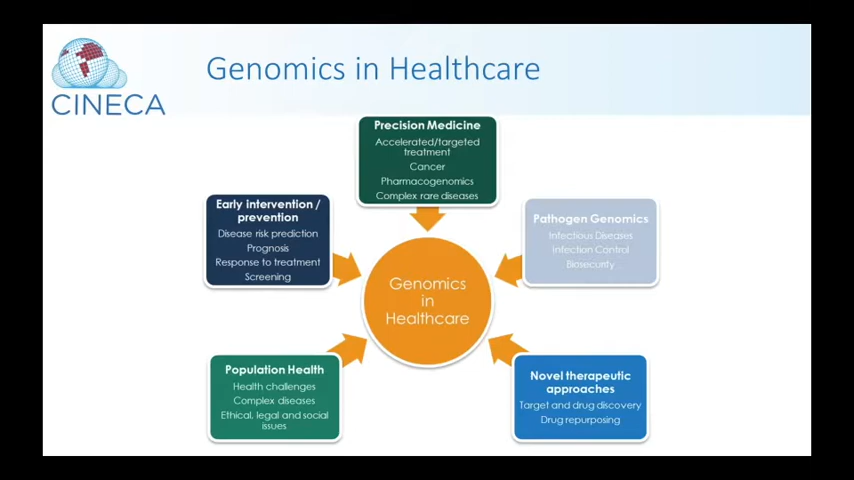 CINECA
Genomics in Healthcare
Precision Medicine
Accelerated/targeted
treatment
Cancer
Pharmacogenomics
Complex rare diseases
Early intervention /
prevention
Disease risk prediction
Prognosis
Response to treatment
Screening
Pathogen Genomics
Infectious Diseases
Infection Control
Biosecurity
Genomics
in
Healthcare
Population Health
Health challenges
Complex diseases
Ethical, legal and social
issues
Novel therapeutic
approaches
Target and drug discovery
Drug repurposing